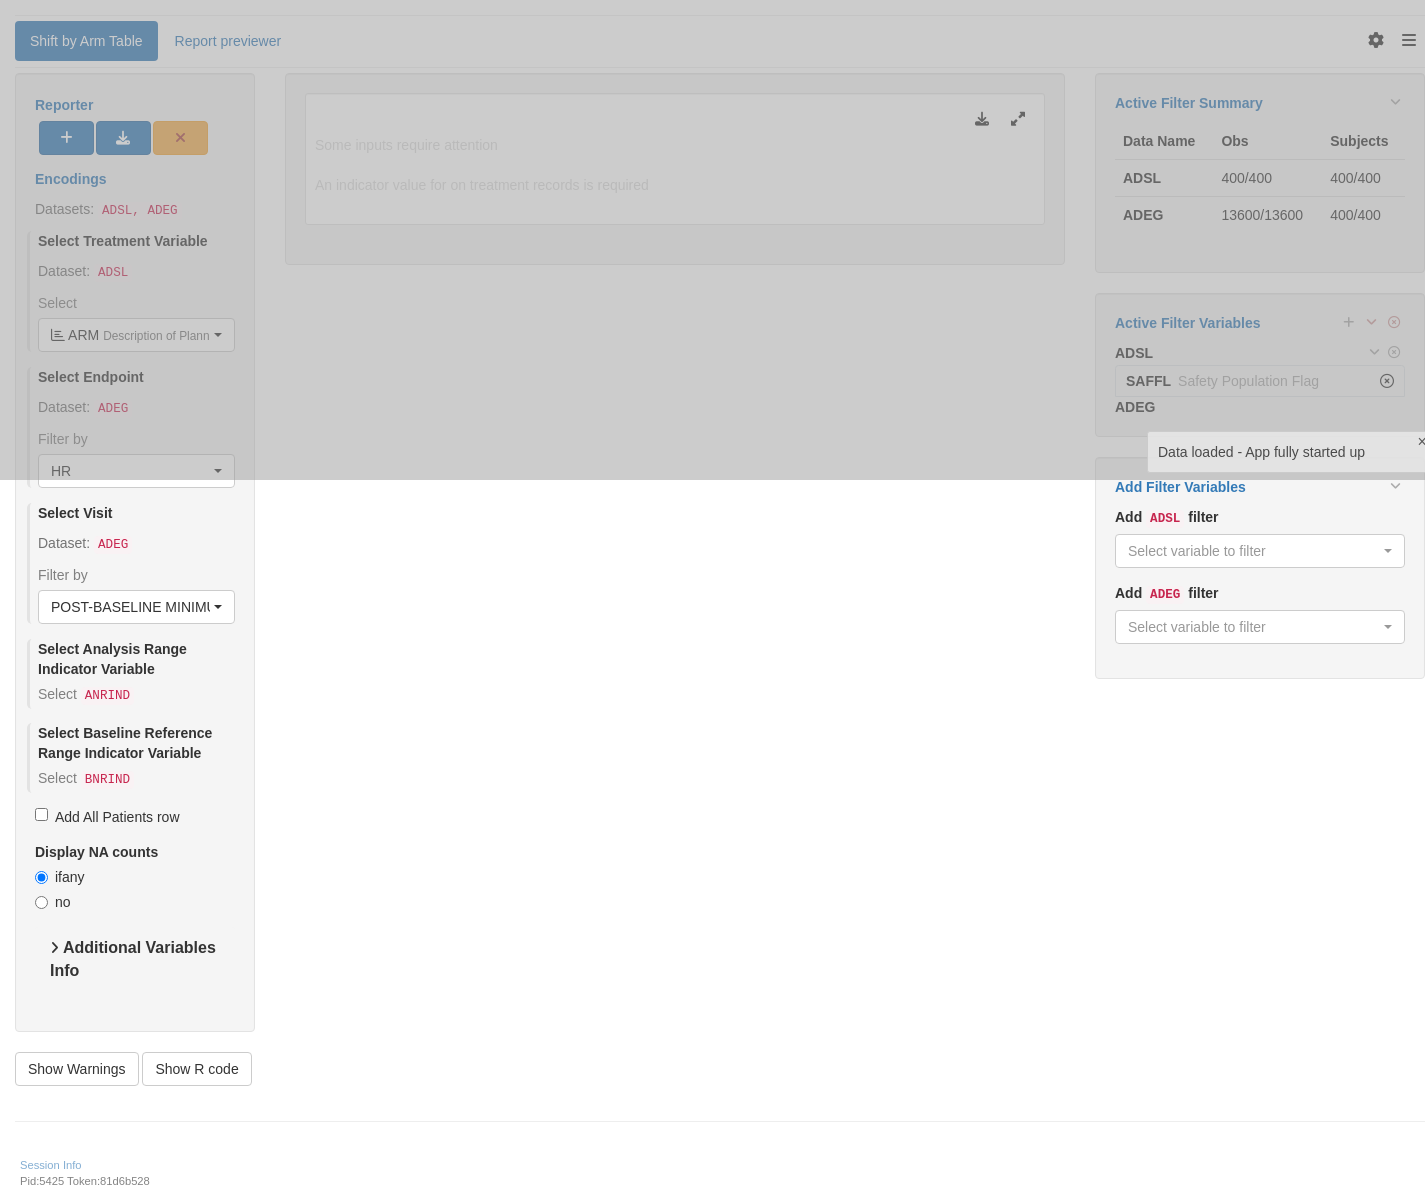 Shift by Arm Table
Report previewer
Reporter
Encodings
Datasets: ADSL, ADEG
Select Treatment Variable
Dataset: ADSL
Select
ARM Description of Plann
Select Endpoint
Dataset: ADEG
Filter by
HR
Select Visit
Dataset: ADEG
Filter by
POST-BASELINE MINIMU
Select Analysis Range
Indicator Variable
Select ANRIND
Select Baseline Reference
Range Indicator Variable
Select BNRIND
Add All Patients row
Display NA counts
ifany
no
Additional Variables
Info
Show Warnings
Show R code
Some inputs require attention
An indicator value for on treatment records is required
Active Filter Summary
Data Name Obs Subjects
ADSL 400/400 400/400
ADEG 13600/13600 400/400
Active Filter Variables
ADSL
SAFFL Safety Population Flag
ADEG
Data loaded - App fully started up
Add Filter Variables
Add ADSL filter
Select variable to filter
Add ADEG filter
Select variable to filter
Session Info
Pid:5425 Token:81d6b528